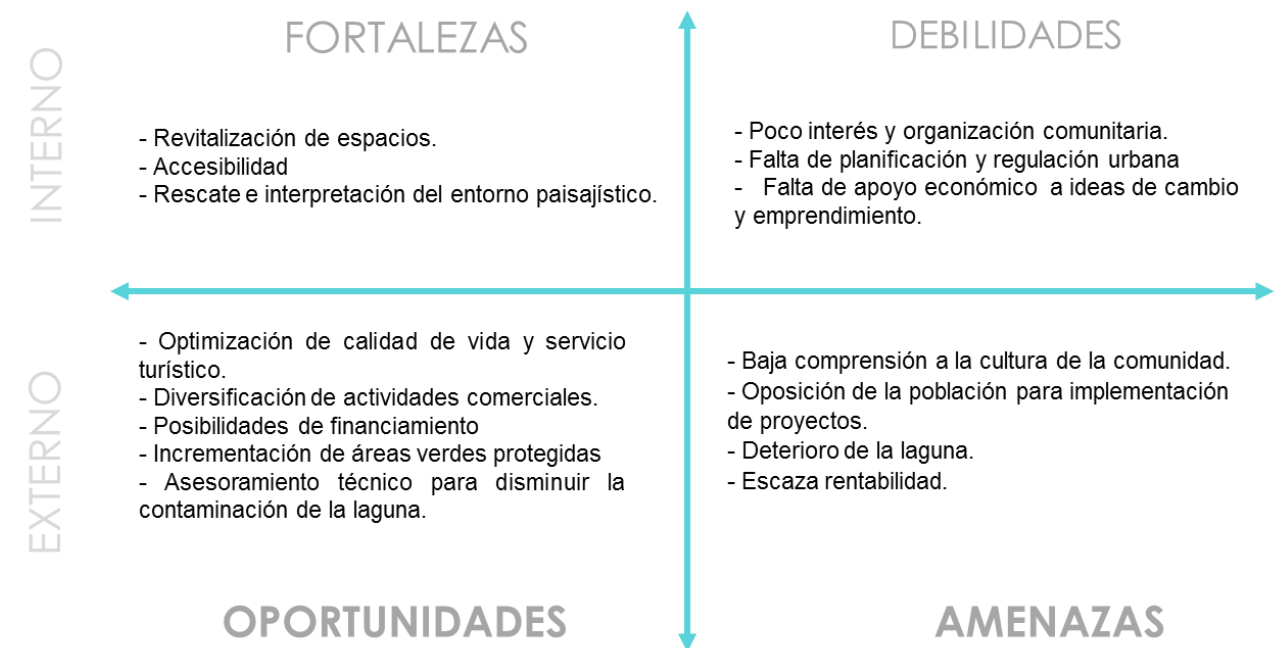 FORTALEZAS
DEBILIDADES
INTERNO
- Revitalización de espacios.
- Accesibilidad
- Rescate e interpretación del entorno paisajístico.
- Poco interés y organización comunitaria.
- Falta de planificación y regulación urbana
- Falta de apoyo económico a ideas de cambio
y emprendimiento.
EXTERNO
- Optimización de calidad de vida y servicio
turístico.
- Diversificación de actividades comerciales.
- Posibilidades de financiamiento
- Incrementación de áreas verdes protegidas
- Asesoramiento técnico para disminuir la
contaminación de la laguna.
- Baja comprensión a la cultura de la comunidad.
- Oposición de la población para implementación
de proyectos.
- Deterioro de la laguna.
- Escaza rentabilidad.
OPORTUNIDADES
AMENAZAS